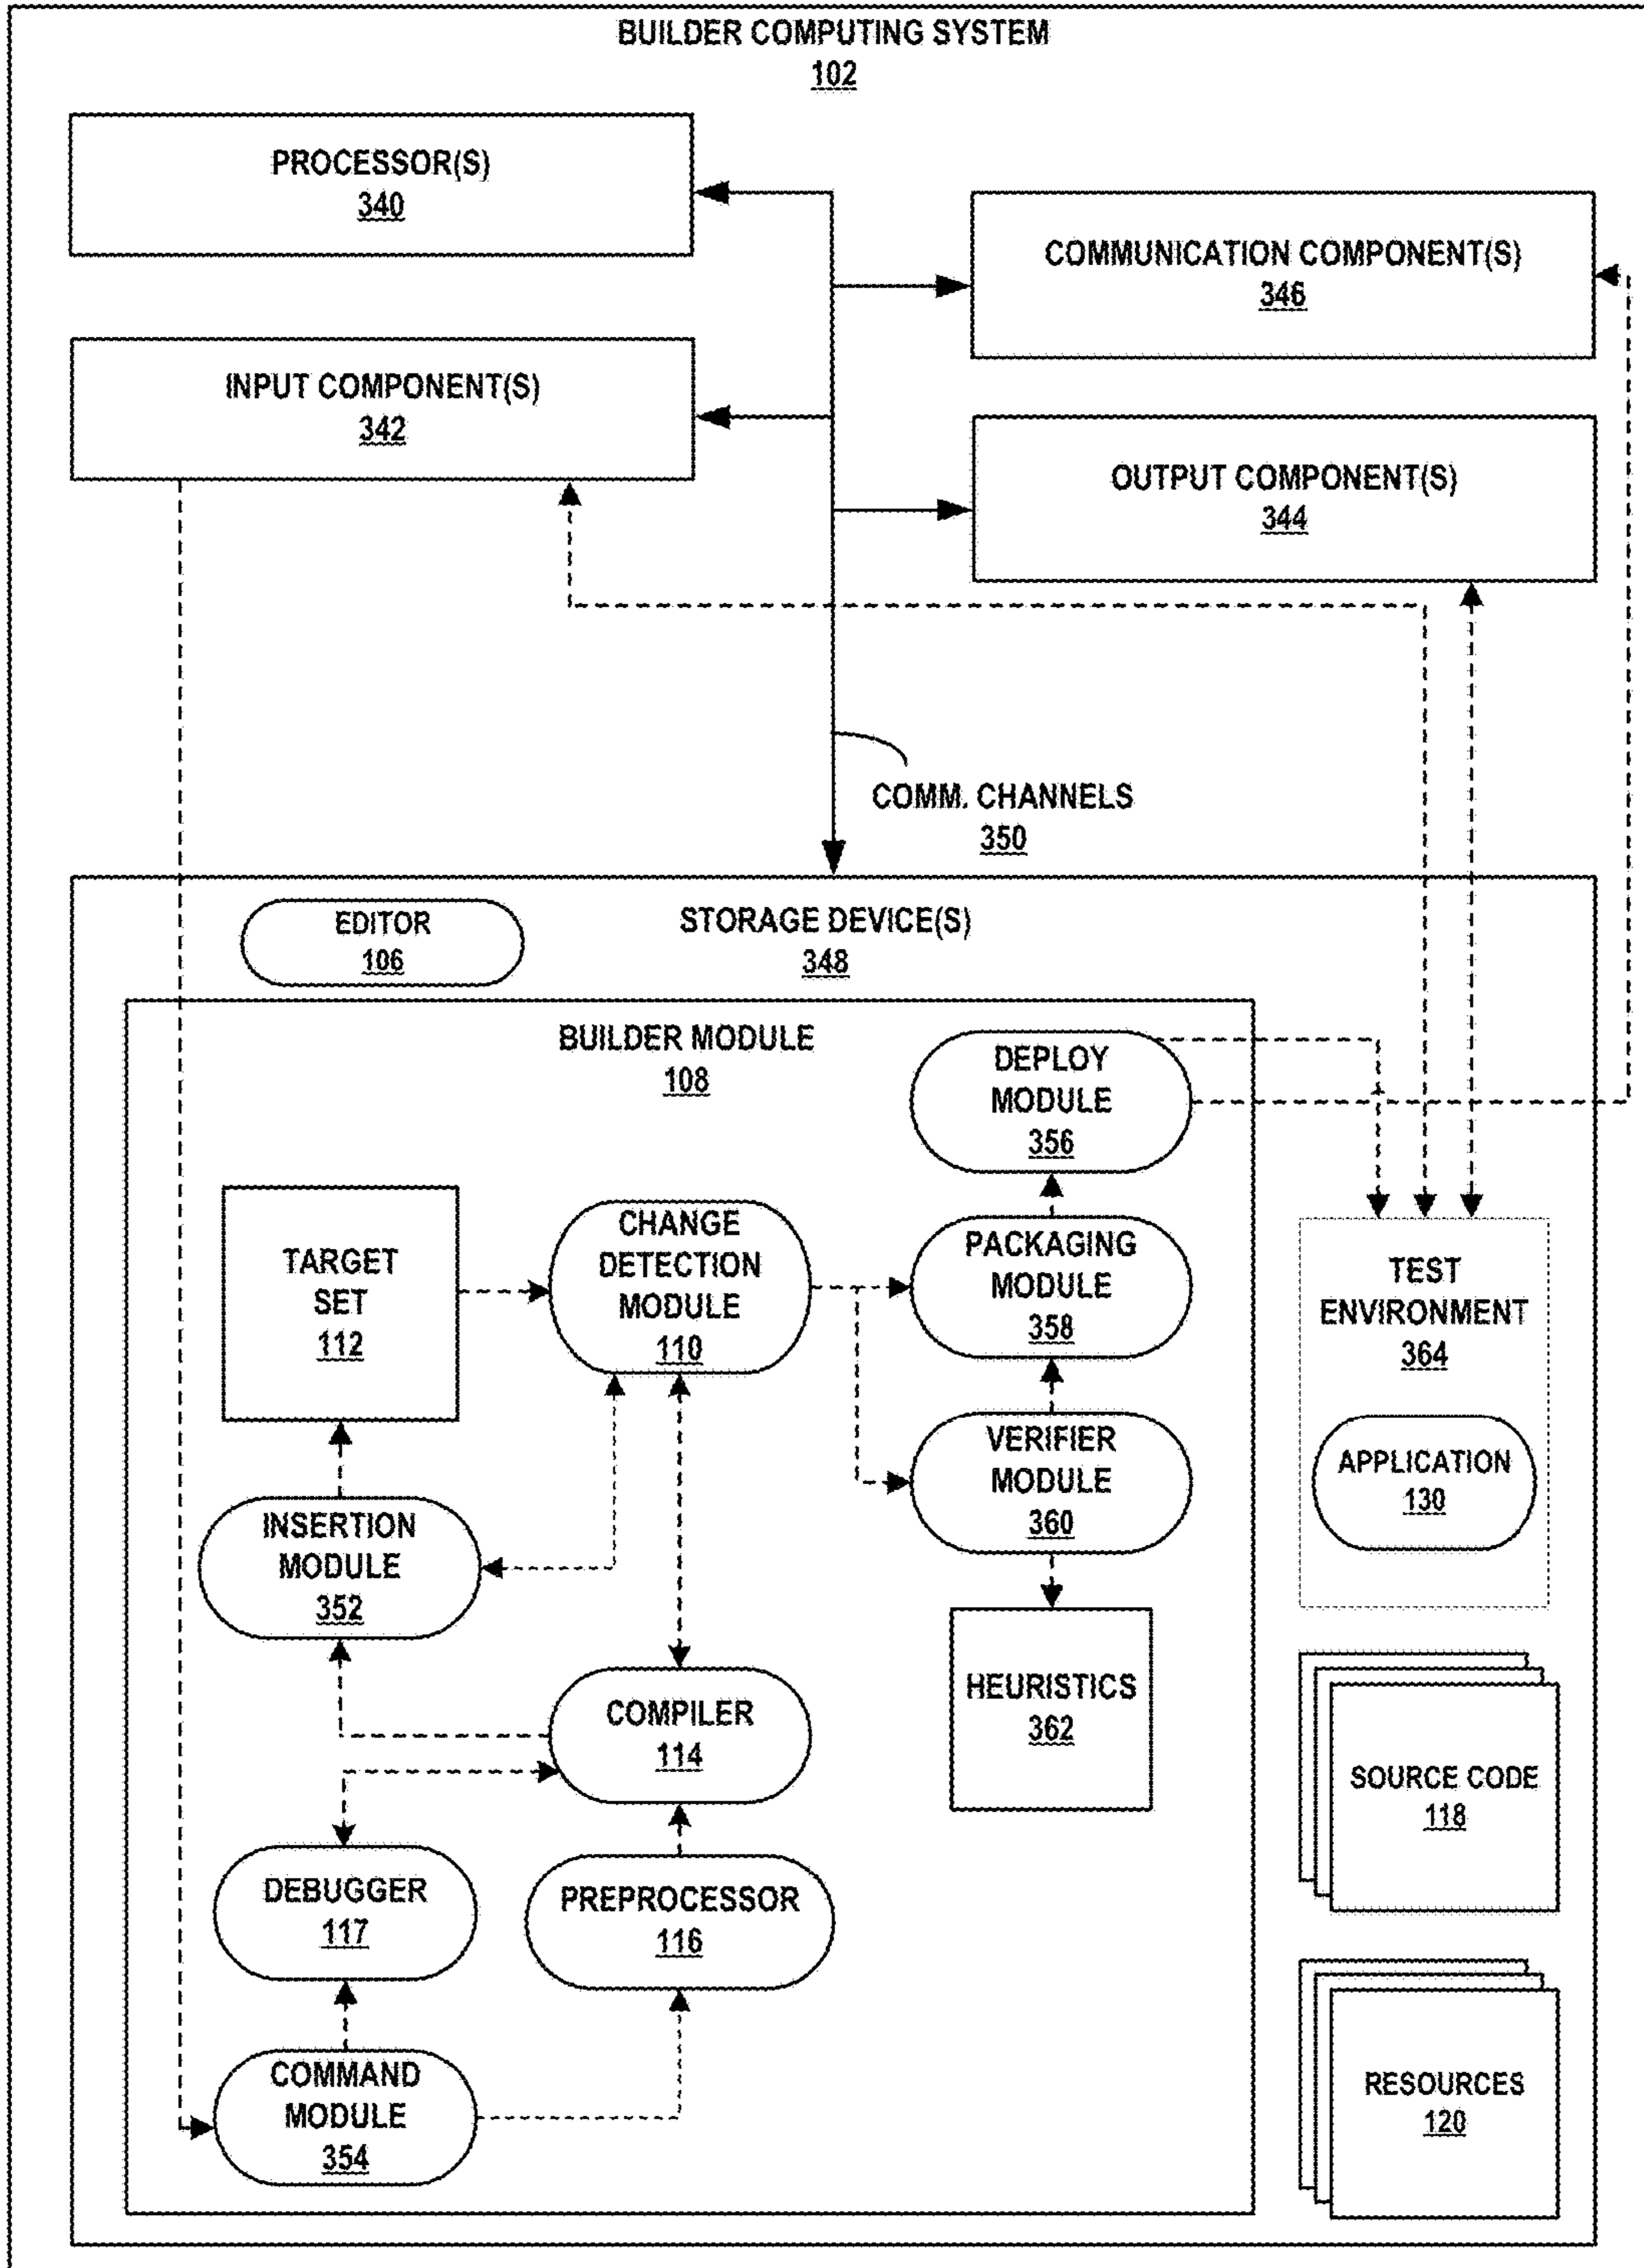 BUILDER COMPUTING SYSTEM
102
PROCESSOR(S)
340
COMMUNICATION COMPONENT(S)
346
INPUT COMPONENT(S)
342
OUTPUT COMPONENT(S)
344
COMM. CHANNELS
350
EDITOR
106
STORAGE DEVICE(S)
348
BUILDER MODULE
108
DEPLOY
MODULE
356
TARGET
SET
112
CHANGE
DETECTION
MODULE
110
PACKAGING
MODULE
358
TEST
ENVIRONMENT
364
VERIFIER
MODULE
360
APPLICATION
130
INSERTION
MODULE
352
HEURISTICS
362
COMPILER
114
SOURCE CODE
118
DEBUGGER
117
PREPROCESSOR
116
COMMAND
MODULE
354
RESOURCES
120